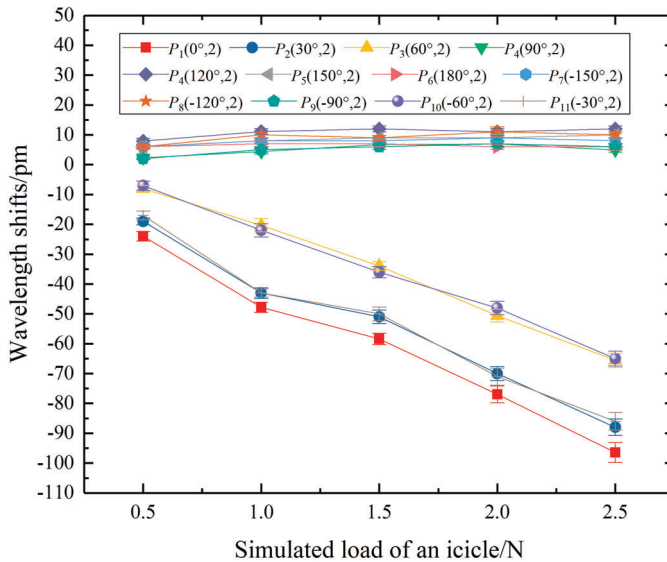 50
40
30
20
10
0
-10
-20
-30
-40
-50
-60
-70
-80
-90
-100
-110
Wavelength shifts/pm
P₁(0°,2) P₂(30°,2) P₃(60°,2) P₄(90°,2)
P₄(120°,2) P₅(150°,2) P₆(180°,2) P₇(-150°,2)
P₈(-120°,2) P₉(-90°,2) P₁₀(-60°,2) P₁₁(-30°,2)
0.5 1.0 1.5 2.0 2.5
Simulated load of an icicle/N